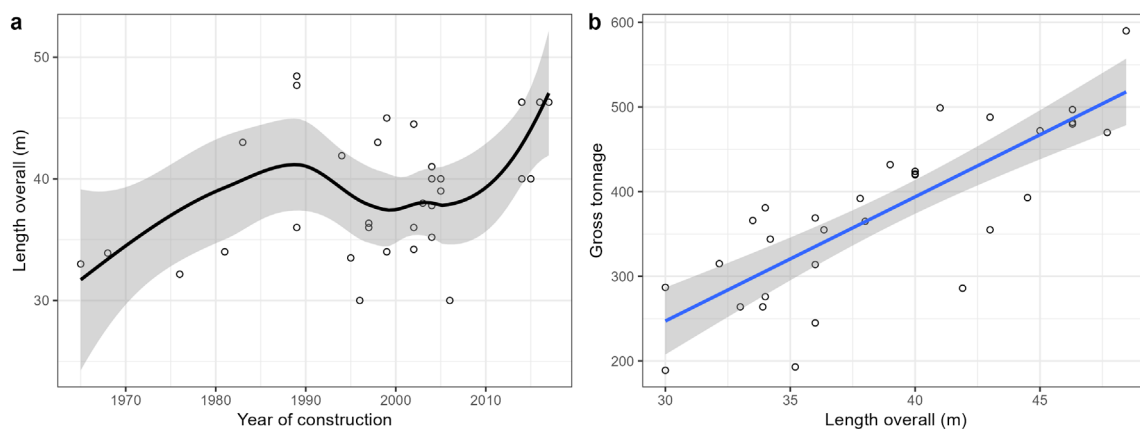 a
50
40
30
Length overall (m)
1970 1980 1990 2000 2010
Year of construction
b
600
500
400
300
200
Gross tonnage
30 35 40 45
Length overall (m)